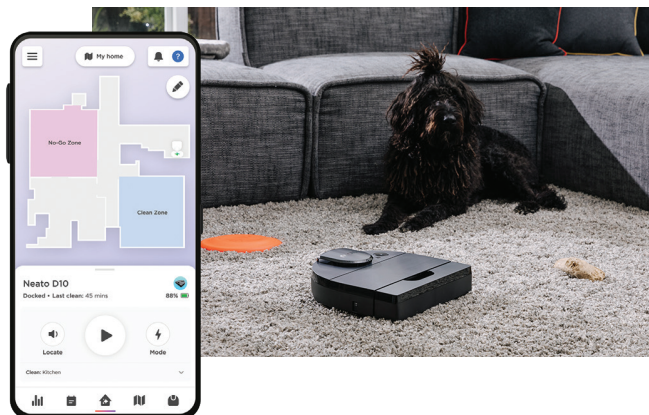 My home
?
No-Go Zone
Clean Zone
Neato D10
Docked • Last clean: 45 mins
88%
Locate
Mode
Clean: Kitchen